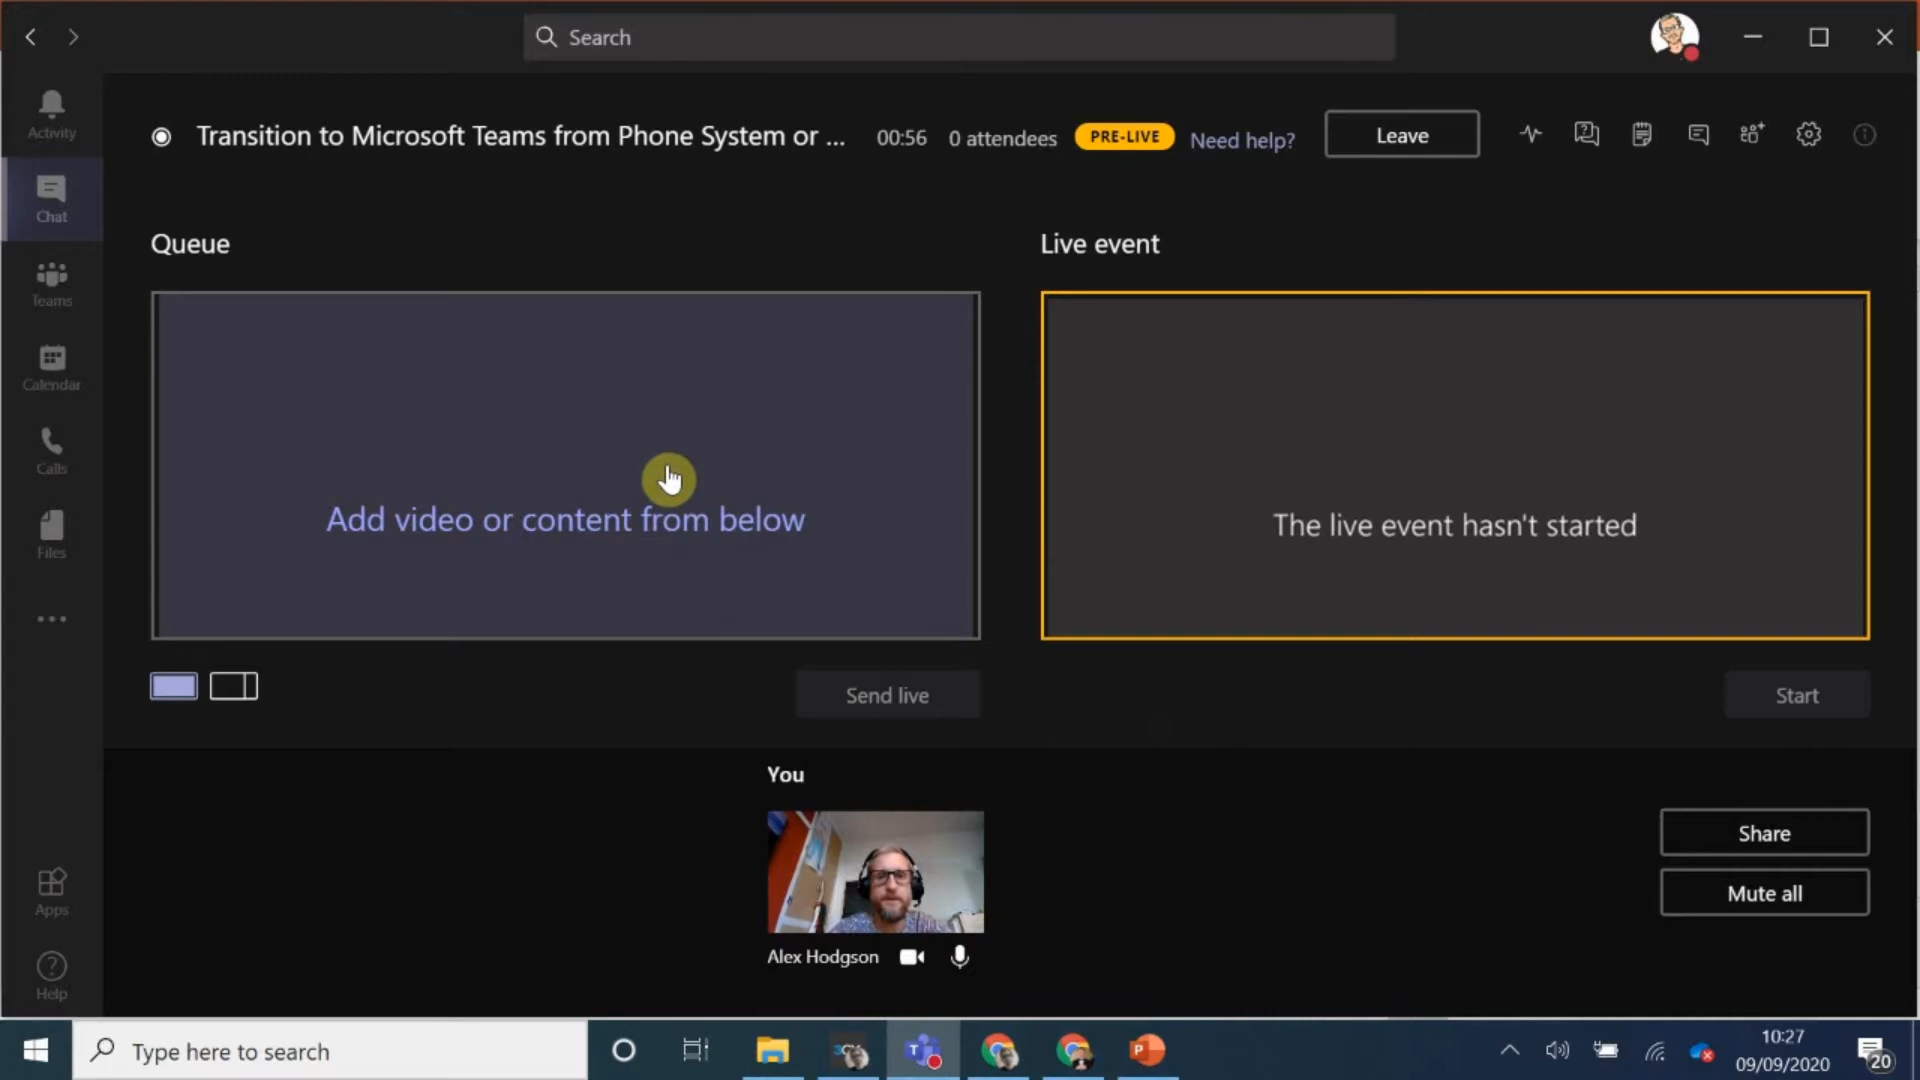 Search
Activity
Chat
Teams
Calendar
Calls
Files
Apps
Help
Transition to Microsoft Teams from Phone System or ...
00:56
0 attendees
PRE-LIVE
Need help?
Leave
Queue
Live event
Add video or content from below
The live event hasn't started
Send live
Start
You
Alex Hodgson
Share
Mute all
Type here to search
10:27
09/09/2020
20